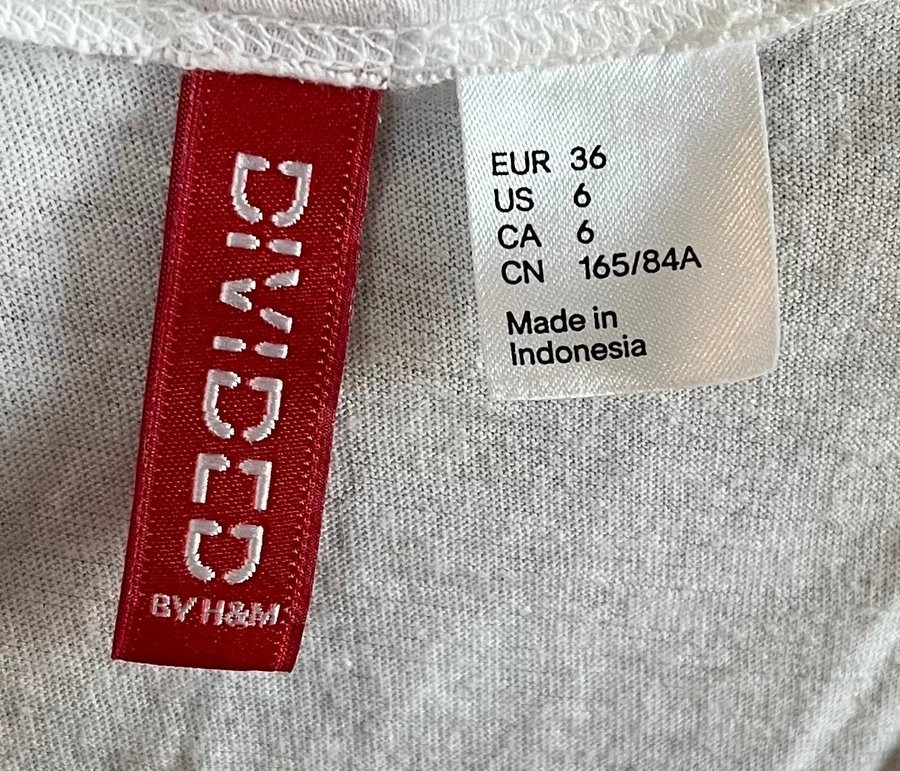 DIVIDED
BY H&M
EUR 36
US 6
CA 6
CN 165/84A
Made in
Indonesia